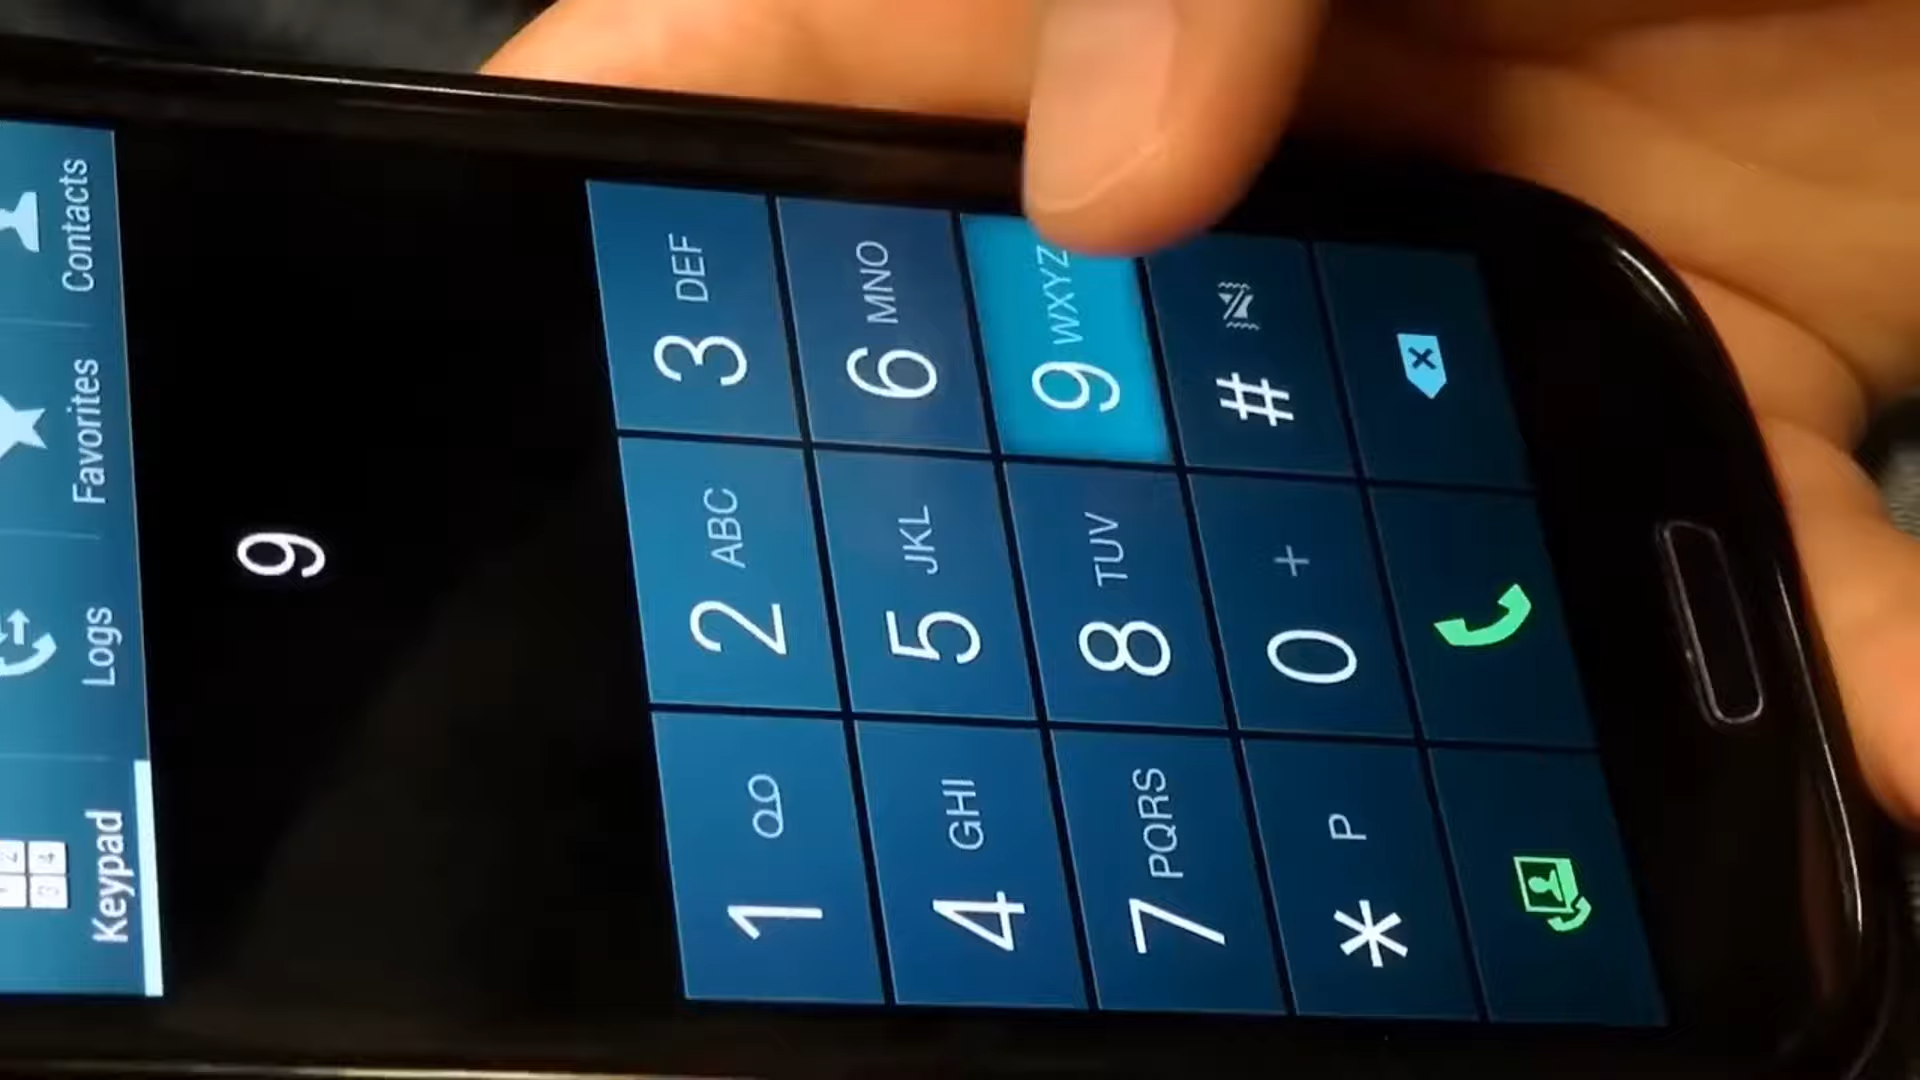 Keypad Logs Favorites Contacts
9
1 2 ABC 3 DEF
4 GHI 5 JKL 6 MNO
7 PQRS 8 TUV 9 WXYZ
* P 0 + #